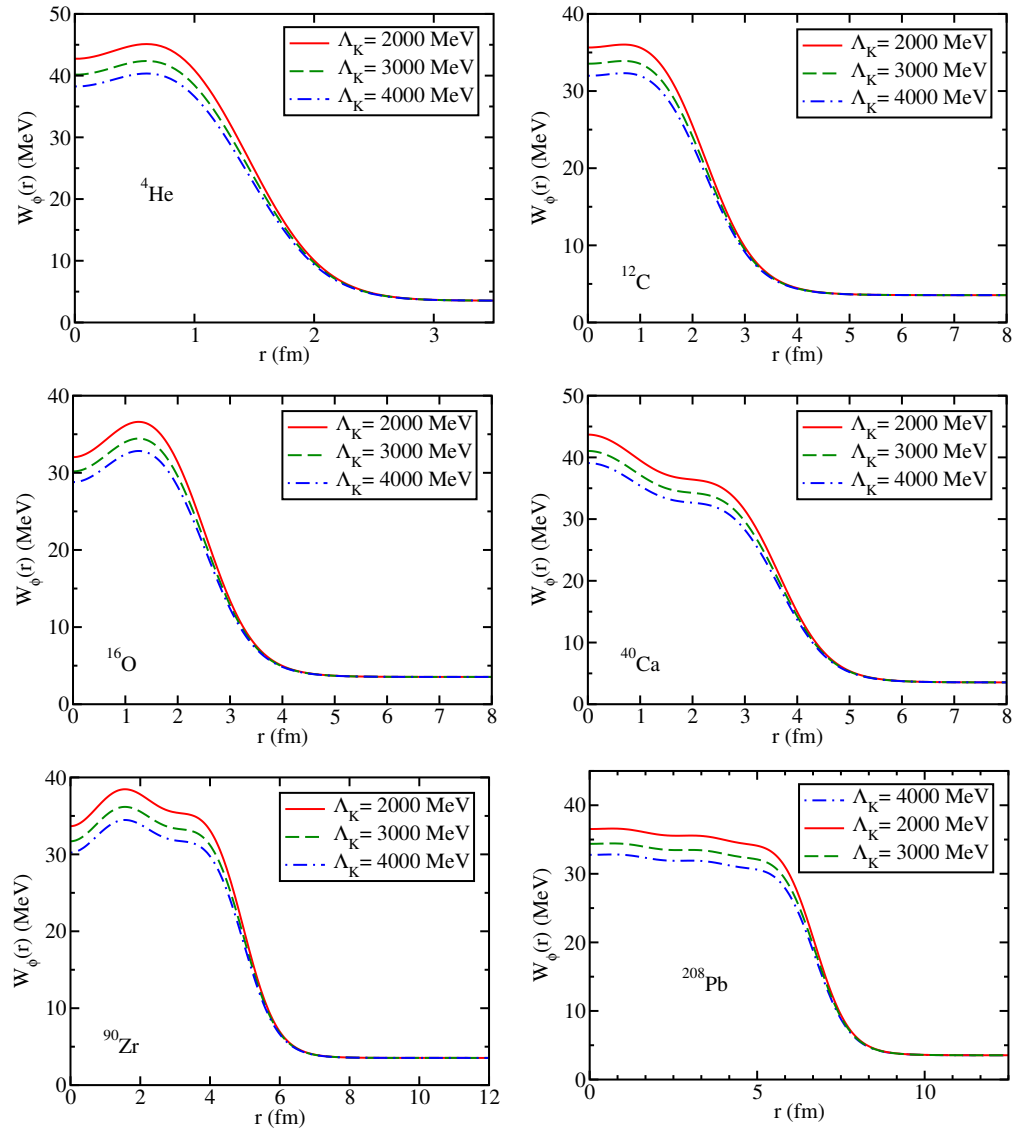 50
40
30
20
10
0
W_ϕ(r) (MeV)
Λ_K = 2000 MeV
Λ_K = 3000 MeV
Λ_K = 4000 MeV
⁴He
0 1 2 3
r (fm)
40
30
20
10
0
W_ϕ(r) (MeV)
Λ_K = 2000 MeV
Λ_K = 3000 MeV
Λ_K = 4000 MeV
¹²C
0 1 2 3 4 5 6 7 8
r (fm)
40
30
20
10
0
W_ϕ(r) (MeV)
Λ_K = 2000 MeV
Λ_K = 3000 MeV
Λ_K = 4000 MeV
¹⁶O
0 1 2 3 4 5 6 7 8
r (fm)
50
40
30
20
10
0
W_ϕ(r) (MeV)
Λ_K = 2000 MeV
Λ_K = 3000 MeV
Λ_K = 4000 MeV
⁴⁰Ca
0 1 2 3 4 5 6 7 8
r (fm)
40
30
20
10
0
W_ϕ(r) (MeV)
Λ_K = 2000 MeV
Λ_K = 3000 MeV
Λ_K = 4000 MeV
⁹⁰Zr
0 2 4 6 8 10 12
r (fm)
40
30
20
10
0
W_ϕ(r) (MeV)
Λ_K = 4000 MeV
Λ_K = 2000 MeV
Λ_K = 3000 MeV
²⁰⁸Pb
0 5 10
r (fm)